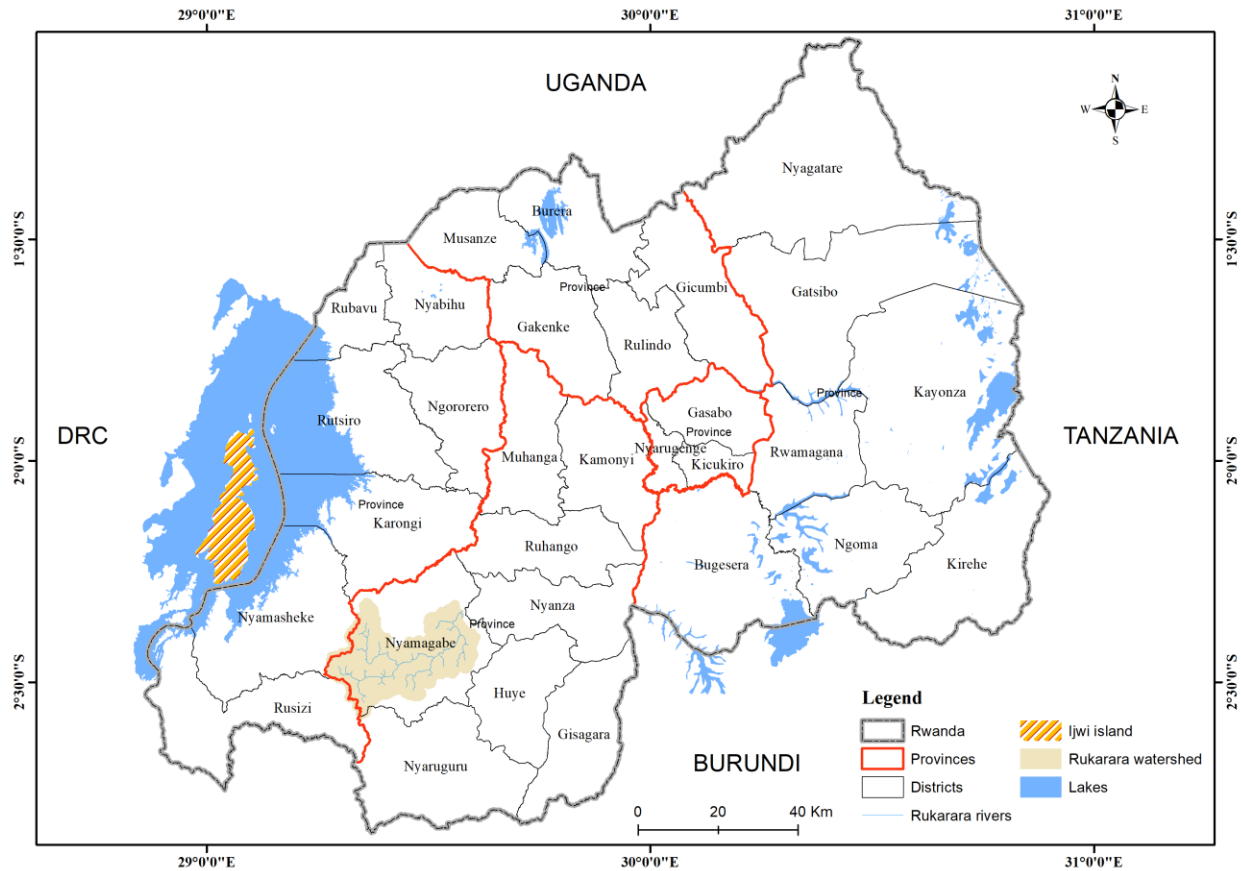 29°0'0"E 30°0'0"E 31°0'0"E
UGANDA
N
W E
S
Nyagatare
1°30'0"S
1°30'0"S
Burera
Musanze
Province
Gicumbi
Gatsibo
Rubavu
Nyabihu
Gakenke
Rulindo
Province
Kayonza
Ngororero
Rutsiro
Gasabo
DRC
Province
TANZANIA
Muhanga
Kamonyi
Nyarugenge
Rwamagana
Kicukiro
2°0'0"S
2°0'0"S
Province
Karongi
Ruhango
Ngoma
Bugesera
Kirehe
Nyanza
Nyamasheke
Province
Nyamagabe
2°30'0"S
2°30'0"S
Huye
Rusizi
Gisagara
Nyaruguru
BURUNDI
Legend
Rwanda
Provinces
Districts
Rukarara rivers
Ijwi island
Rukarara watershed
Lakes
0 20 40 Km
29°0'0"E 30°0'0"E 31°0'0"E